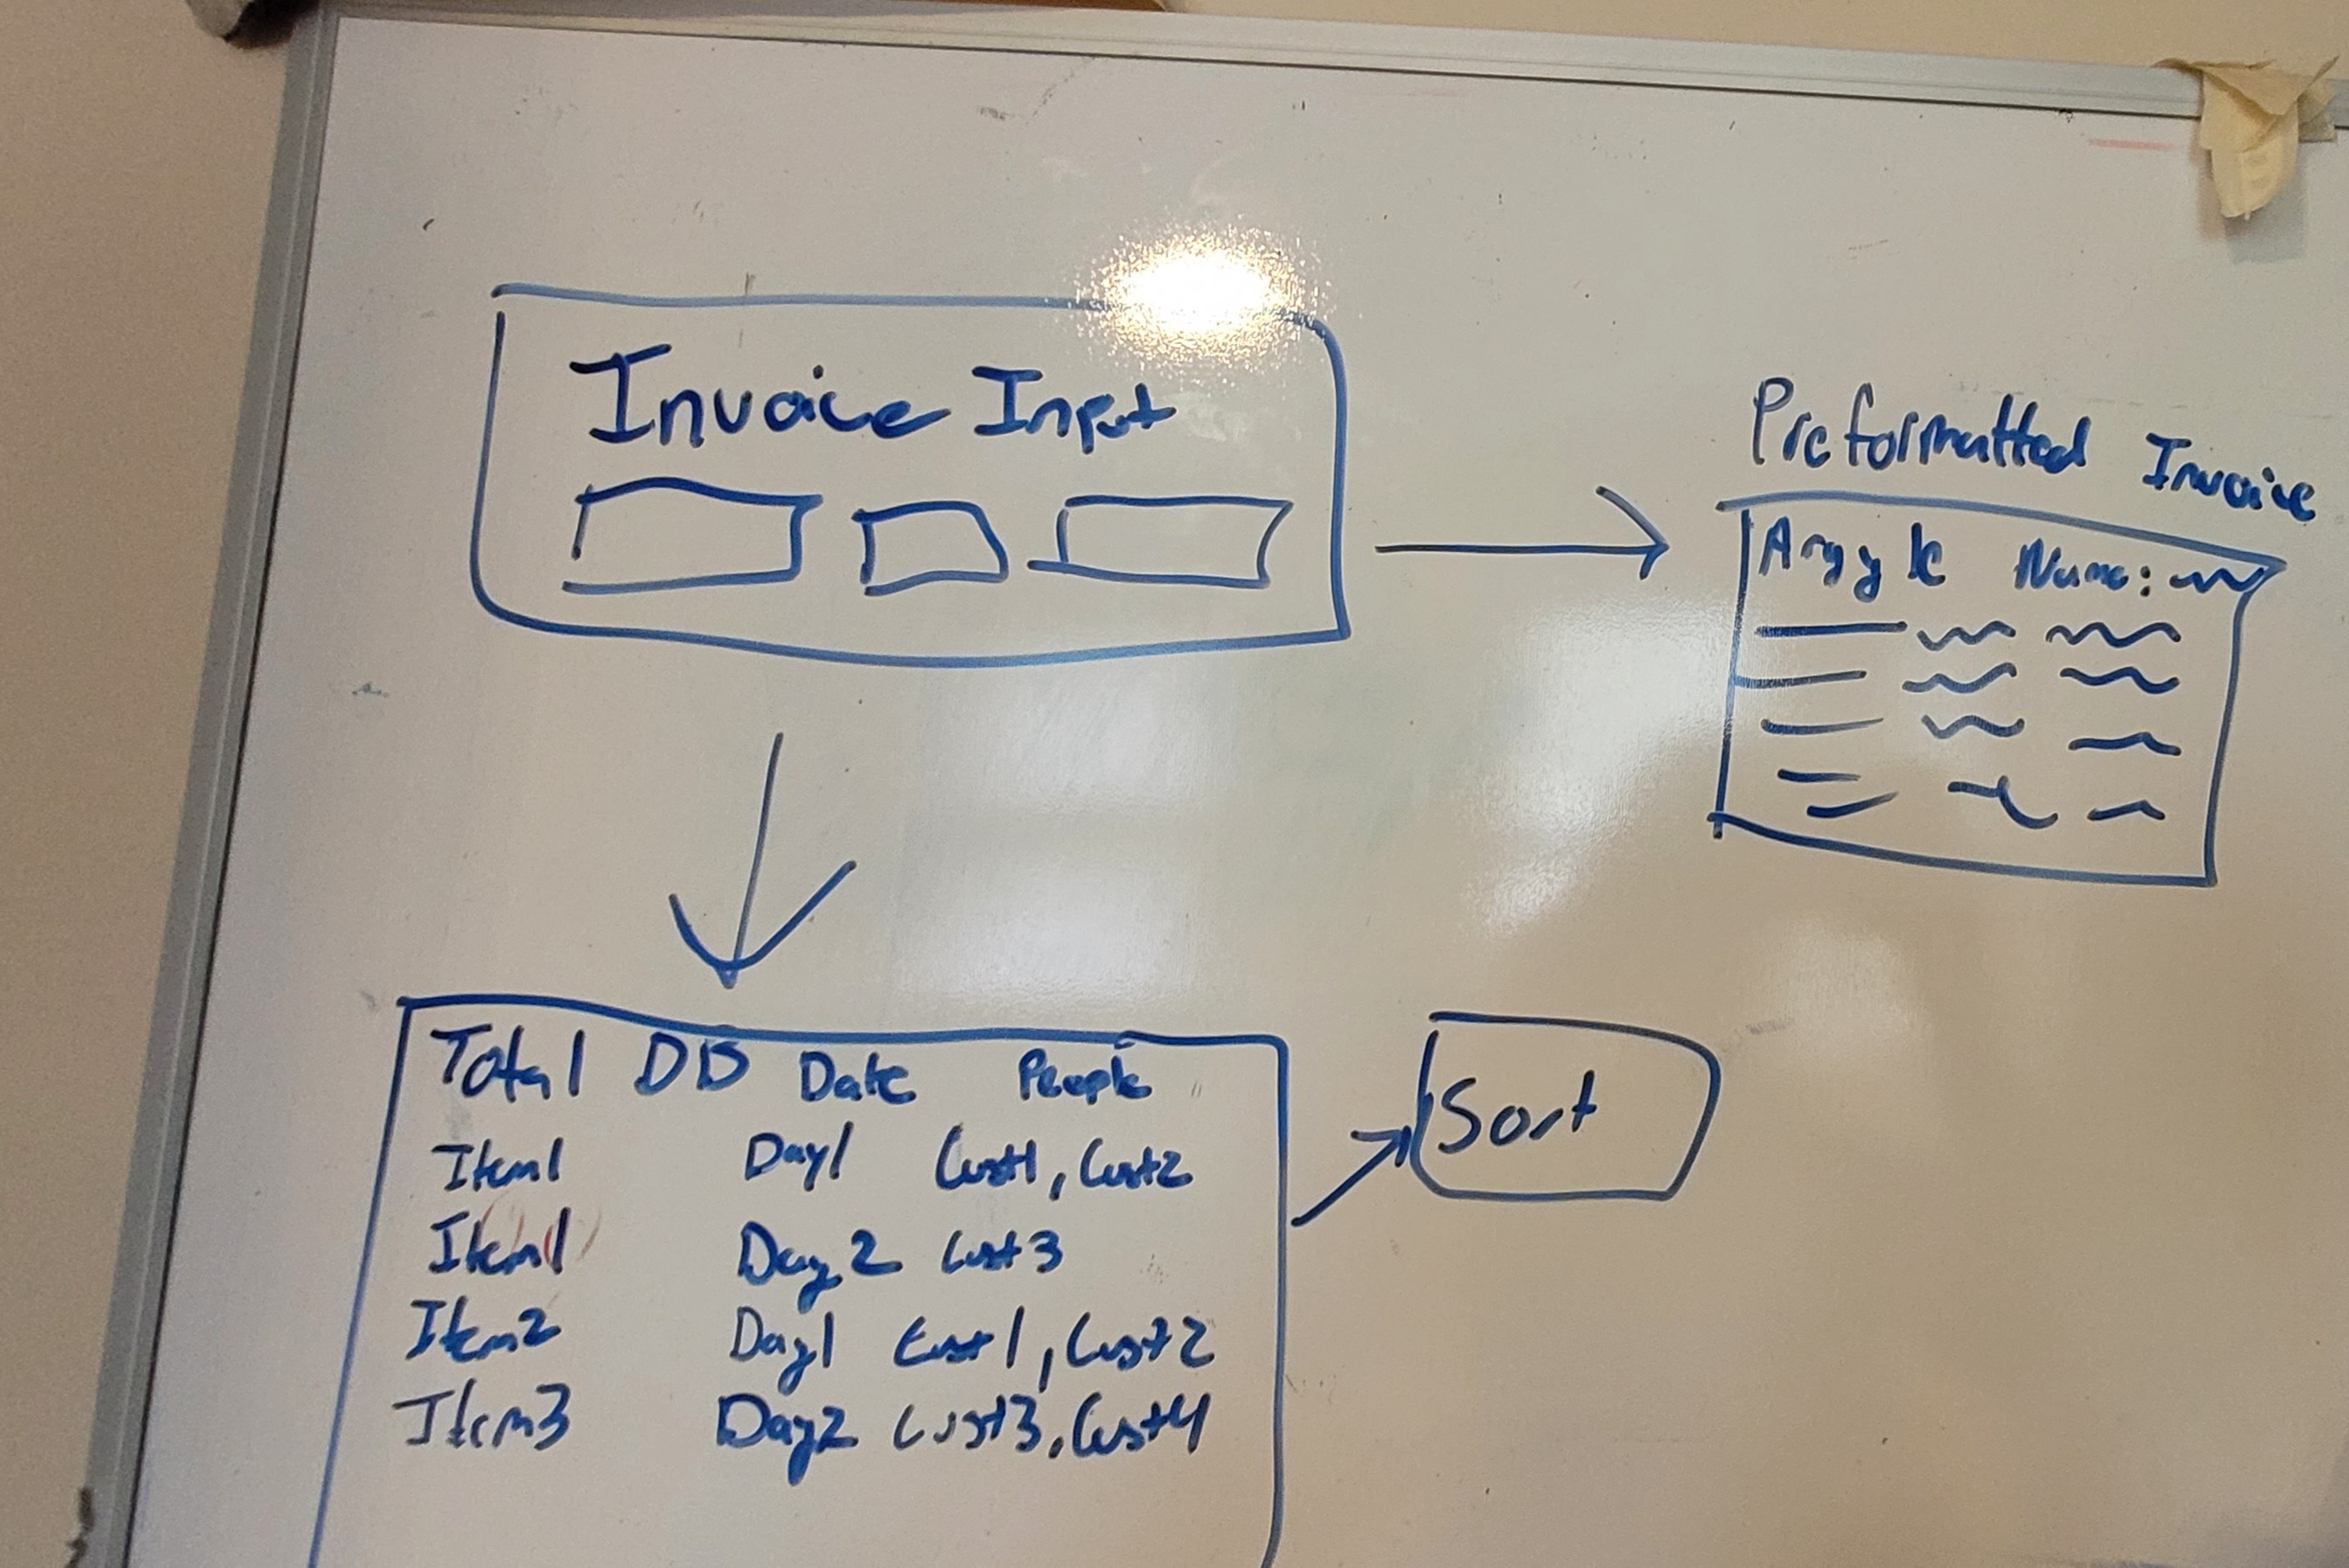 Invoice Input
Preformatted Invoice
Argyle Name:
Total DB Date People
Item1 Day1 Cust1, Cust2
Item1 Day2 Cust3
Item2 Day1 Cust1, Cust2
Item3 Day2 Cust3, Cust4
Sort